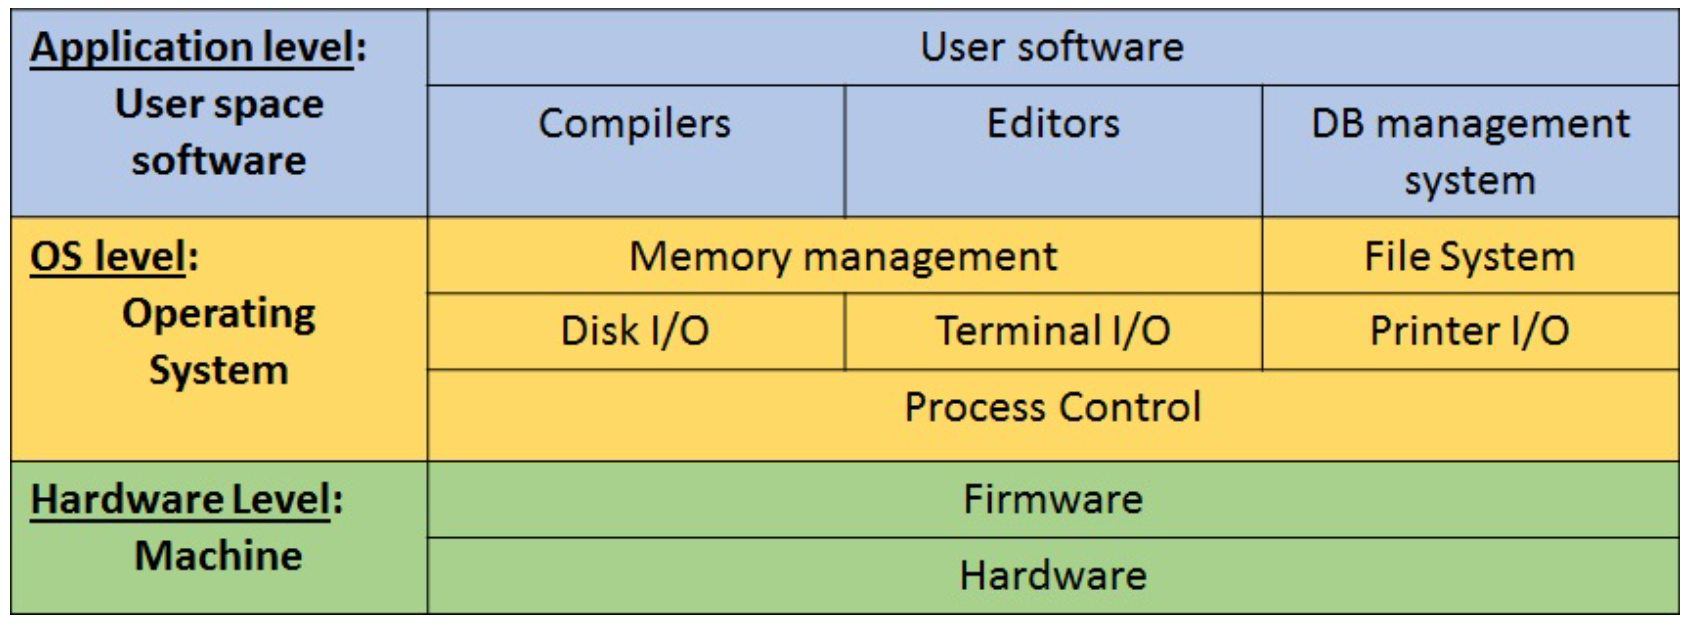 Application level:
User space
software
User software
Compilers
Editors
DB management
system
OS level:
Operating
System
Memory management
File System
Disk I/O
Terminal I/O
Printer I/O
Process Control
Hardware Level:
Machine
Firmware
Hardware